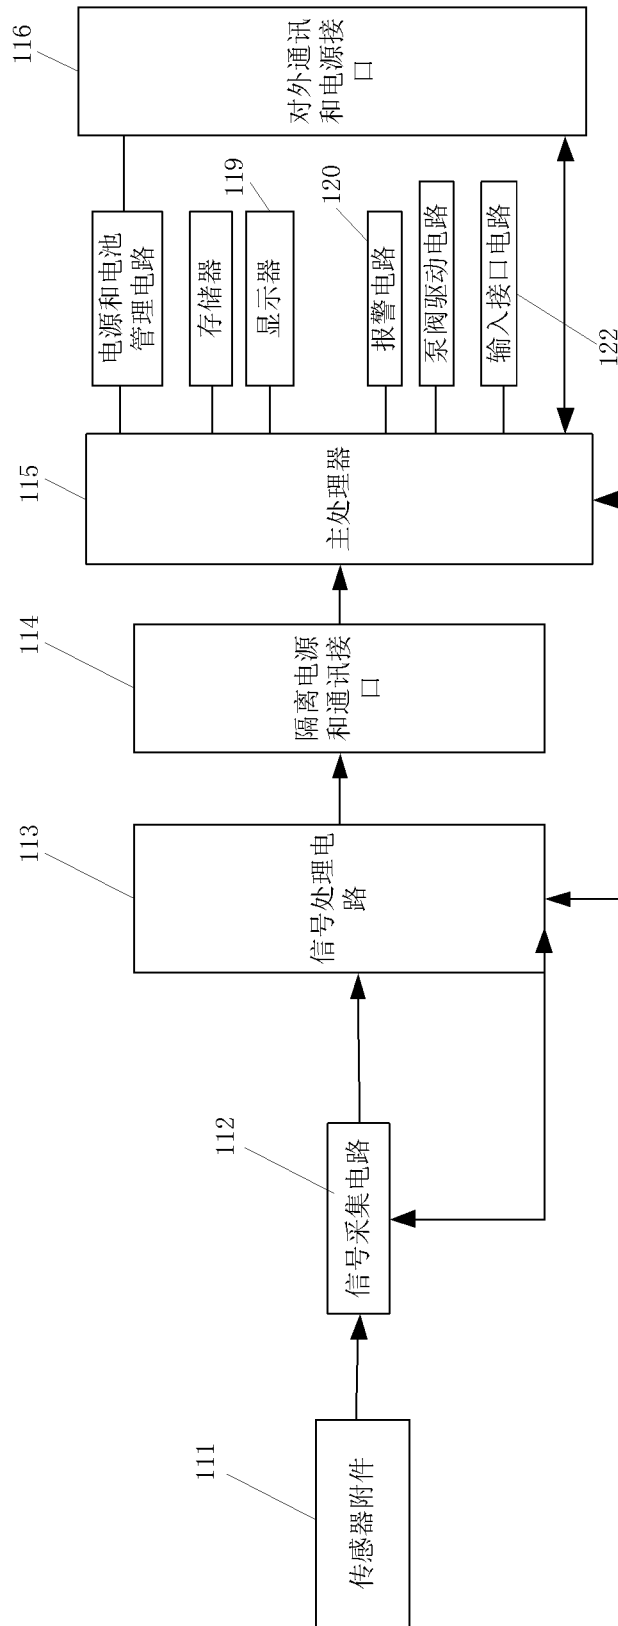 116
对外通讯
和电源接
口
电源和电池
管理电路
存储器
119
显示器
120
报警电路
泵阀驱动电路
输入接口电路
122
115
主处理器
114
隔离电源
和通讯接
口
113
信号处理电
路
112
信号采集电路
111
传感器附件